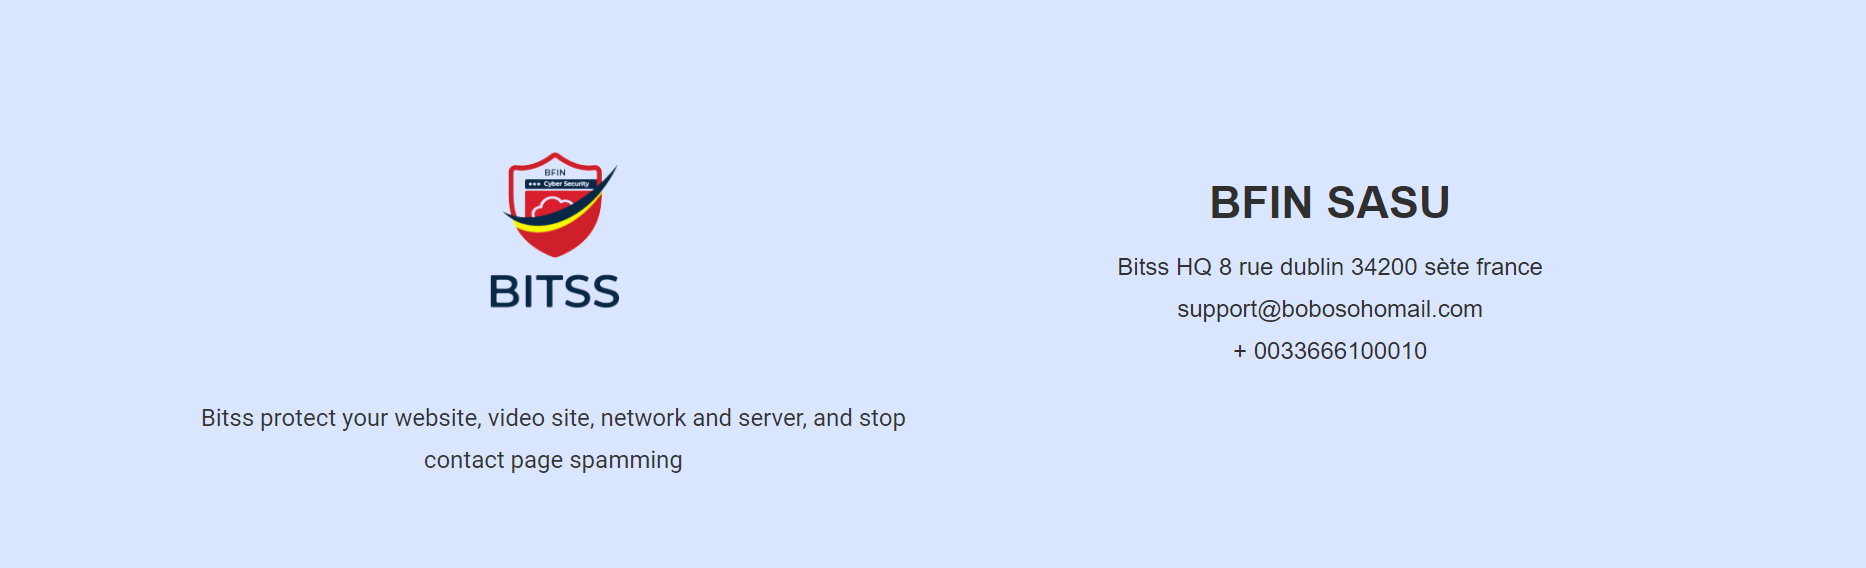 BFIN
Cyber Security
BITSS
Bitss protect your website, video site, network and server, and stop
contact page spamming
BFIN SASU
Bitss HQ 8 rue dublin 34200 sète france
support@bobosohomail.com
+ 0033666100010